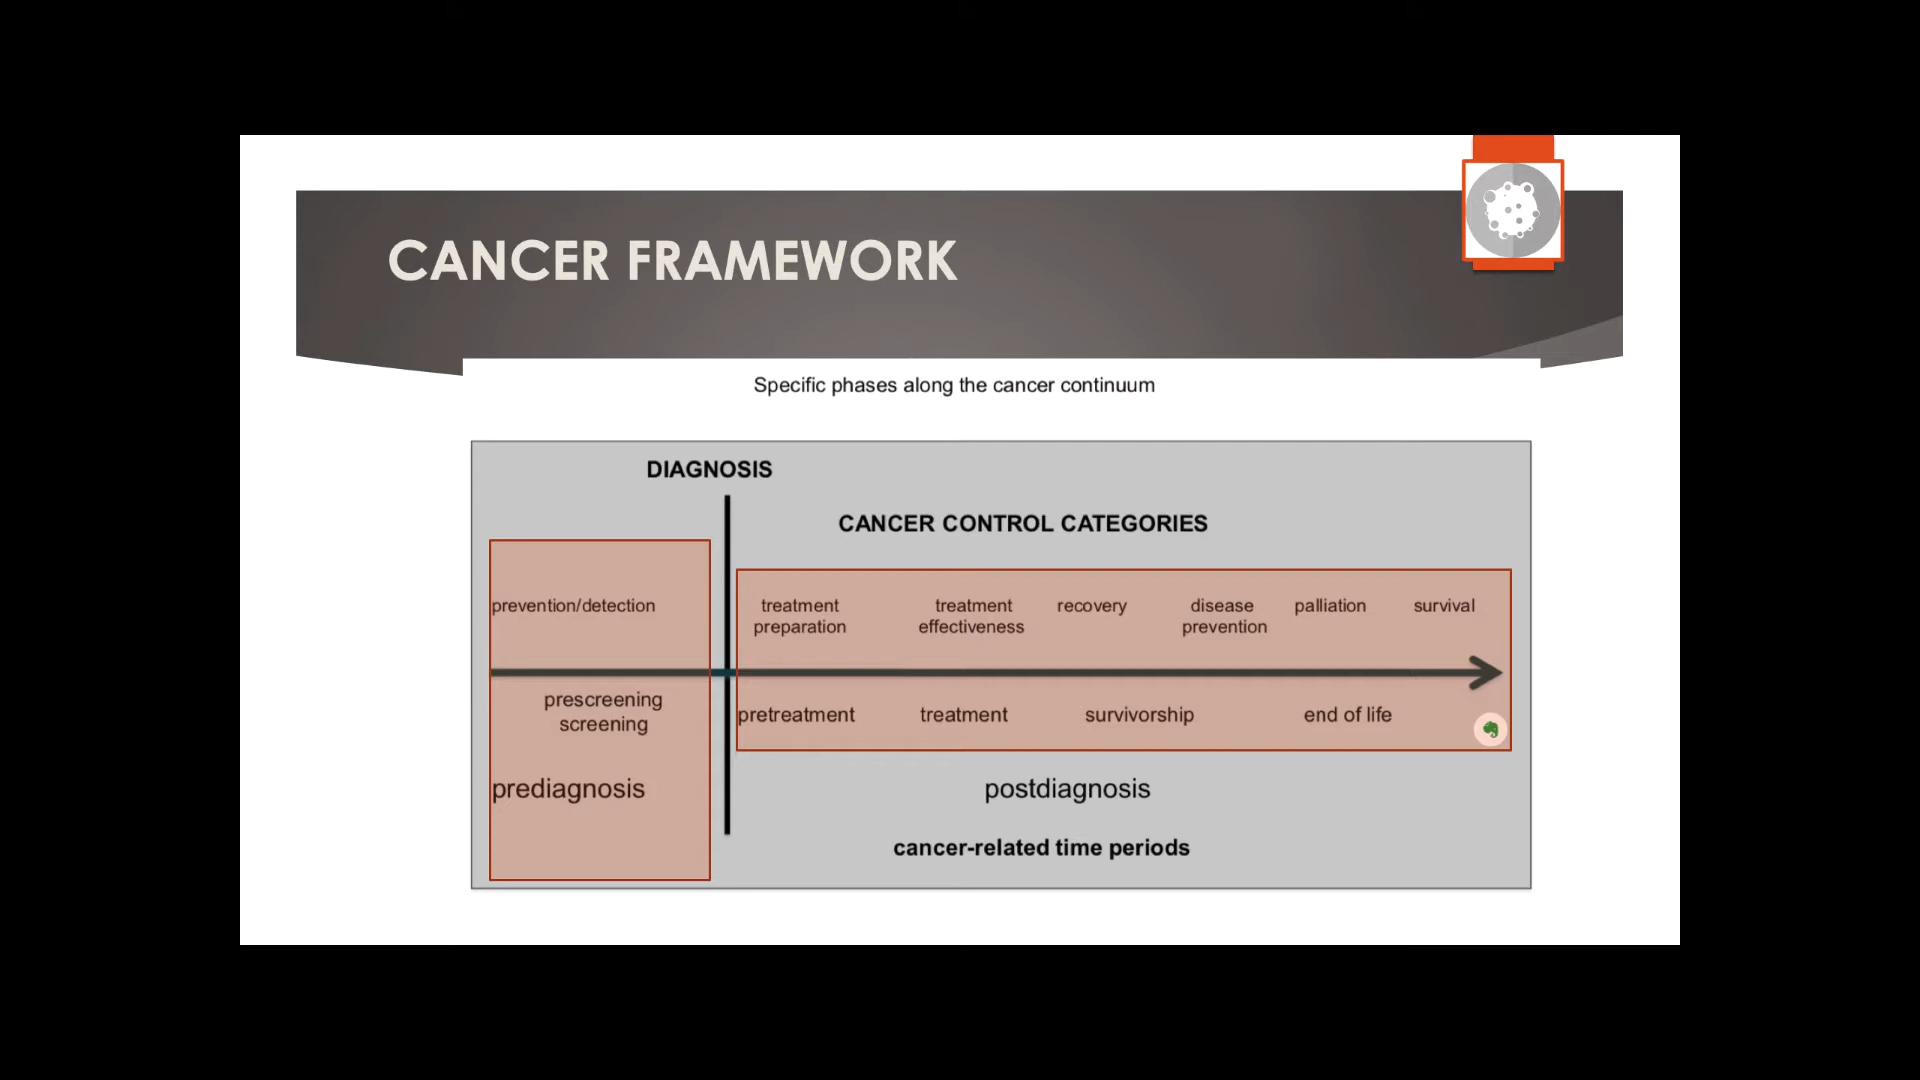 CANCER FRAMEWORK
Specific phases along the cancer continuum
DIAGNOSIS
CANCER CONTROL CATEGORIES
prevention/detection
treatment
preparation
treatment
effectiveness
recovery
disease
prevention
palliation
survival
prescreening
screening
pretreatment
treatment
survivorship
end of life
prediagnosis
postdiagnosis
cancer-related time periods